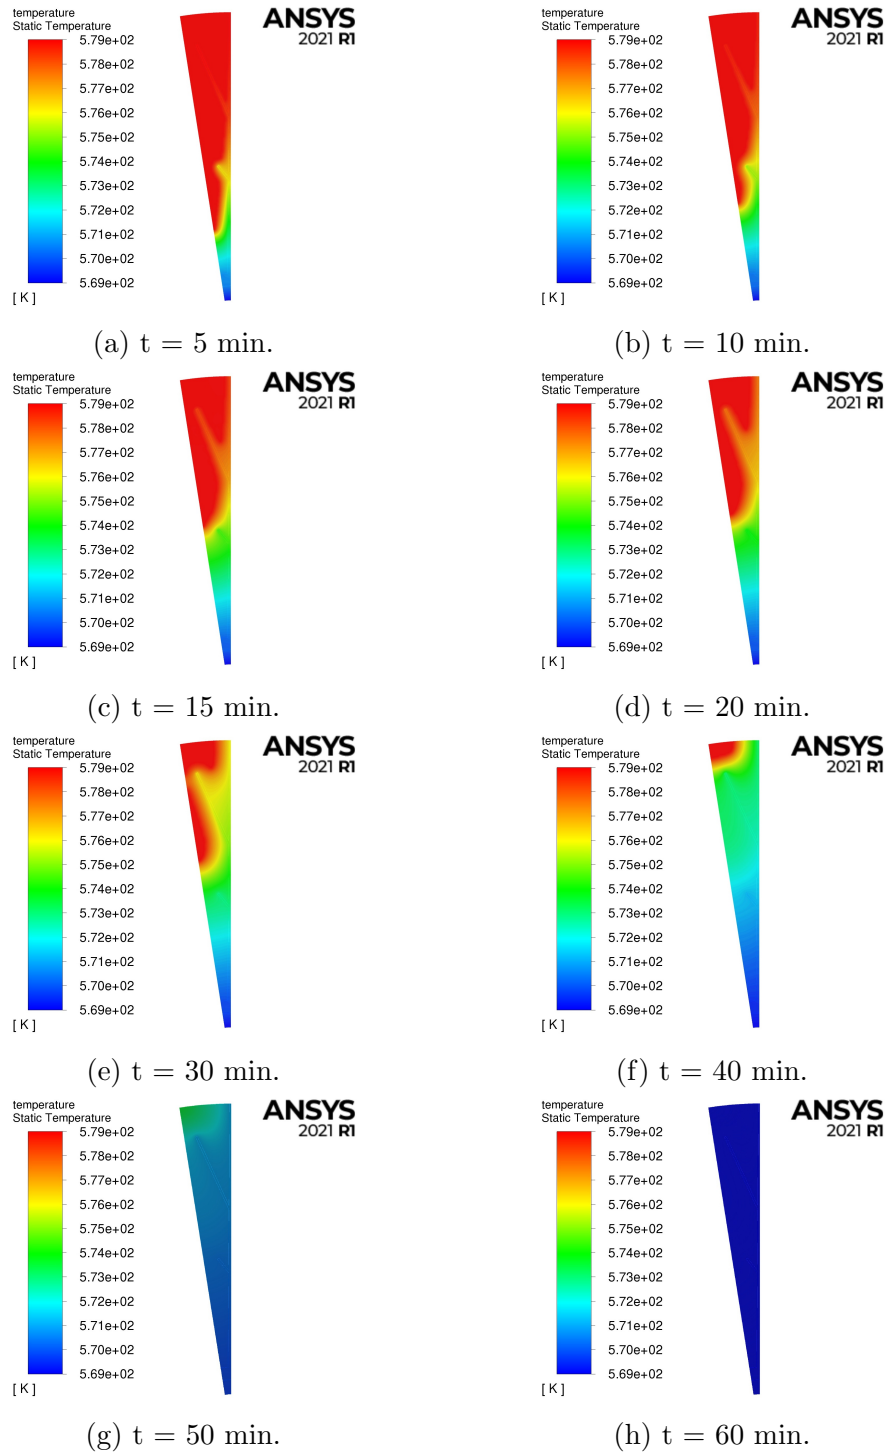 temperature
Static Temperature
ANSYS
2021 R1
5.79e+02
5.78e+02
5.77e+02
5.76e+02
5.75e+02
5.74e+02
5.73e+02
5.72e+02
5.71e+02
5.70e+02
5.69e+02
[ K ]
(a) t = 5 min.
temperature
Static Temperature
ANSYS
2021 R1
5.79e+02
5.78e+02
5.77e+02
5.76e+02
5.75e+02
5.74e+02
5.73e+02
5.72e+02
5.71e+02
5.70e+02
5.69e+02
[ K ]
(b) t = 10 min.
temperature
Static Temperature
ANSYS
2021 R1
5.79e+02
5.78e+02
5.77e+02
5.76e+02
5.75e+02
5.74e+02
5.73e+02
5.72e+02
5.71e+02
5.70e+02
5.69e+02
[ K ]
(c) t = 15 min.
temperature
Static Temperature
ANSYS
2021 R1
5.79e+02
5.78e+02
5.77e+02
5.76e+02
5.75e+02
5.74e+02
5.73e+02
5.72e+02
5.71e+02
5.70e+02
5.69e+02
[ K ]
(d) t = 20 min.
temperature
Static Temperature
ANSYS
2021 R1
5.79e+02
5.78e+02
5.77e+02
5.76e+02
5.75e+02
5.74e+02
5.73e+02
5.72e+02
5.71e+02
5.70e+02
5.69e+02
[ K ]
(e) t = 30 min.
temperature
Static Temperature
ANSYS
2021 R1
5.79e+02
5.78e+02
5.77e+02
5.76e+02
5.75e+02
5.74e+02
5.73e+02
5.72e+02
5.71e+02
5.70e+02
5.69e+02
[ K ]
(f) t = 40 min.
temperature
Static Temperature
ANSYS
2021 R1
5.79e+02
5.78e+02
5.77e+02
5.76e+02
5.75e+02
5.74e+02
5.73e+02
5.72e+02
5.71e+02
5.70e+02
5.69e+02
[ K ]
(g) t = 50 min.
temperature
Static Temperature
ANSYS
2021 R1
5.79e+02
5.78e+02
5.77e+02
5.76e+02
5.75e+02
5.74e+02
5.73e+02
5.72e+02
5.71e+02
5.70e+02
5.69e+02
[ K ]
(h) t = 60 min.